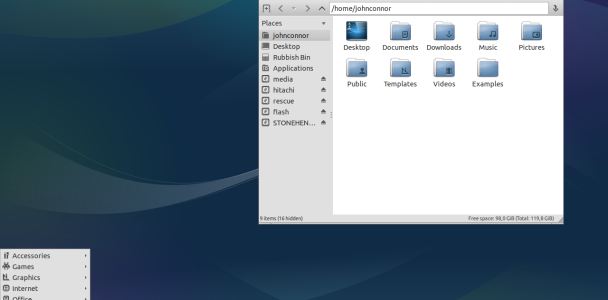 /home/johnconnor
Places
johnconnor
Desktop
Rubbish Bin
Applications
media
hitachi
rescue
flash
STONEHEN...
Desktop Documents Downloads Music Pictures
Public Templates Videos Examples
9 items (16 hidden) Free space: 98,0 GiB (Total: 119,8 GiB)
Accessories
Games
Graphics
Internet
Office